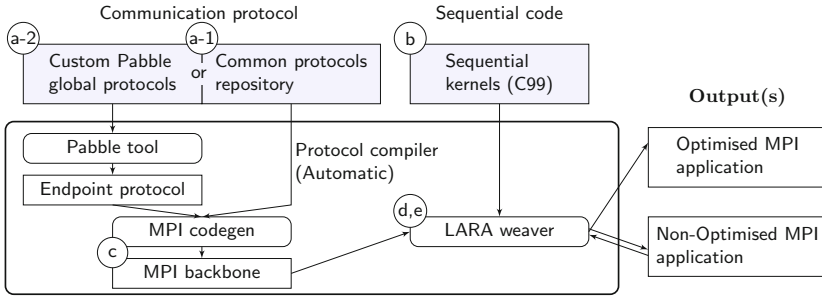 Communication protocol
Sequential code
a-2
a-1
b
Custom Pabble
global protocols
or
Common protocols
repository
Sequential
kernels (C99)
Output(s)
Pabble tool
Protocol compiler
(Automatic)
Optimised MPI
application
Endpoint protocol
d,e
MPI codegen
LARA weaver
Non-Optimised MPI
application
c
MPI backbone